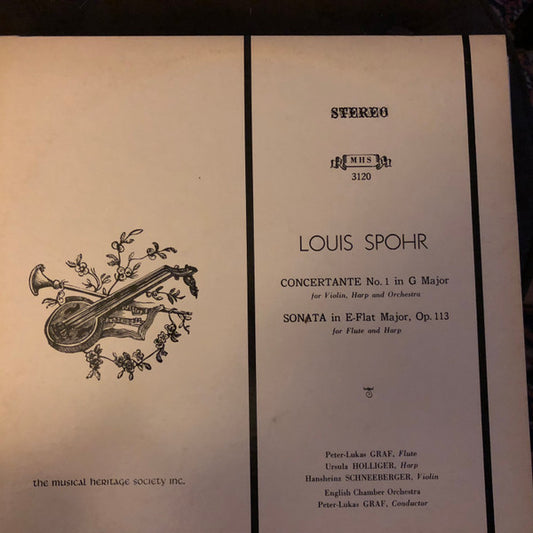 STEREO
MHS
3120
LOUIS SPOHR
CONCERTANTE No. 1 in G Major
for Violin, Harp and Orchestra
SONATA in E-Flat Major, Op. 113
for Flute and Harp
Peter-Lukas GRAF, Flute
Ursula HOLLIGER, Harp
Hansheinz SCHNEEBERGER, Violin
English Chamber Orchestra
Peter-Lukas GRAF, Conductor
the musical heritage society inc.